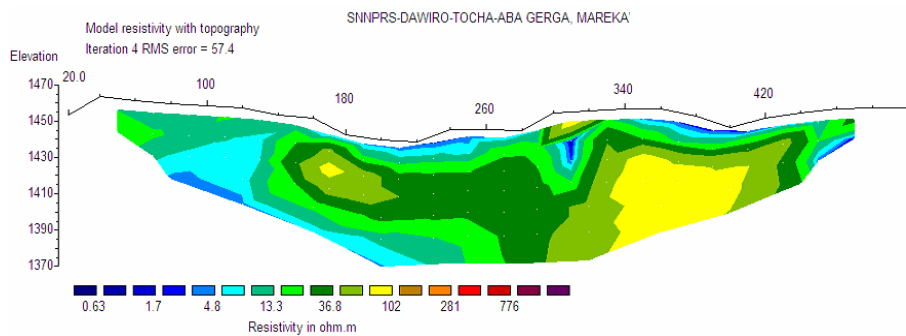 SNNPRS-DAWIRO-TOCHA-ABA GERGA, MAREKA'
Model resistivity with topography
Iteration 4 RMS error = 57.4
Elevation
20.0 100 180 260 340 420
1470
1450
1430
1410
1390
1370
0.63 1.7 4.8 13.3 36.8 102 281 776
Resistivity in ohm.m